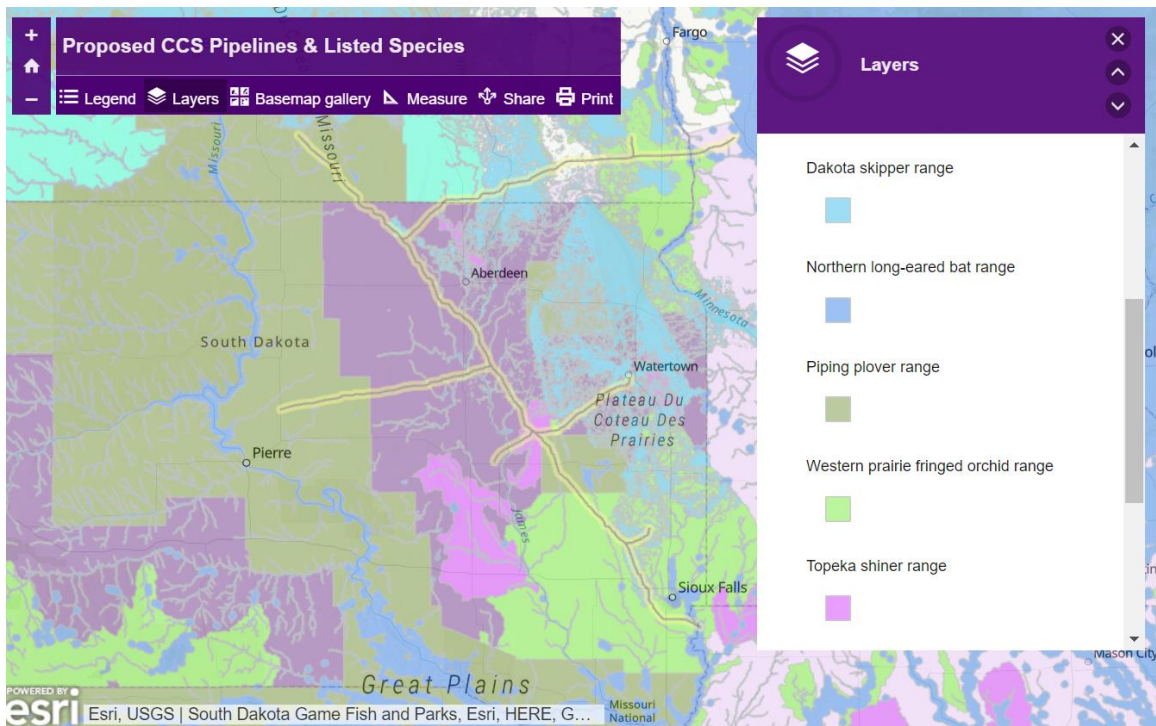 +
Proposed CCS Pipelines & Listed Species
−
Legend
Layers
Basemap gallery
Measure
Share
Print
Fargo
Missouri
Missouri
Aberdeen
Minnesota
South Dakota
Watertown
Plateau Du
Coteau Des
Prairies
Pierre
James
Sioux Falls
Great Plains
Missouri
National
Mason City
POWERED BY
esri
Esri, USGS | South Dakota Game Fish and Parks, Esri, HERE, G...
Layers
Dakota skipper range
Northern long-eared bat range
Piping plover range
Western prairie fringed orchid range
Topeka shiner range